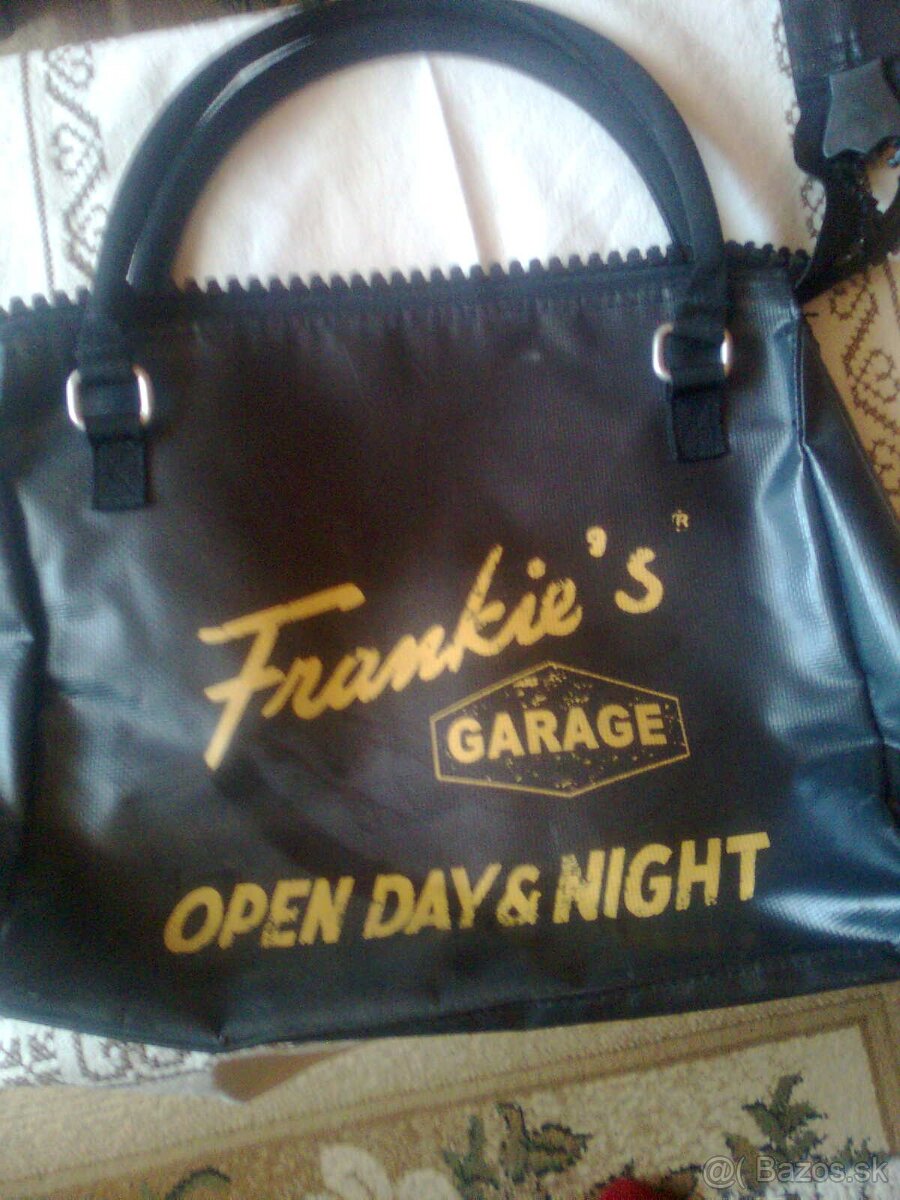 Frankie's ®
GARAGE
OPEN DAY & NIGHT
@( Bazos.sk